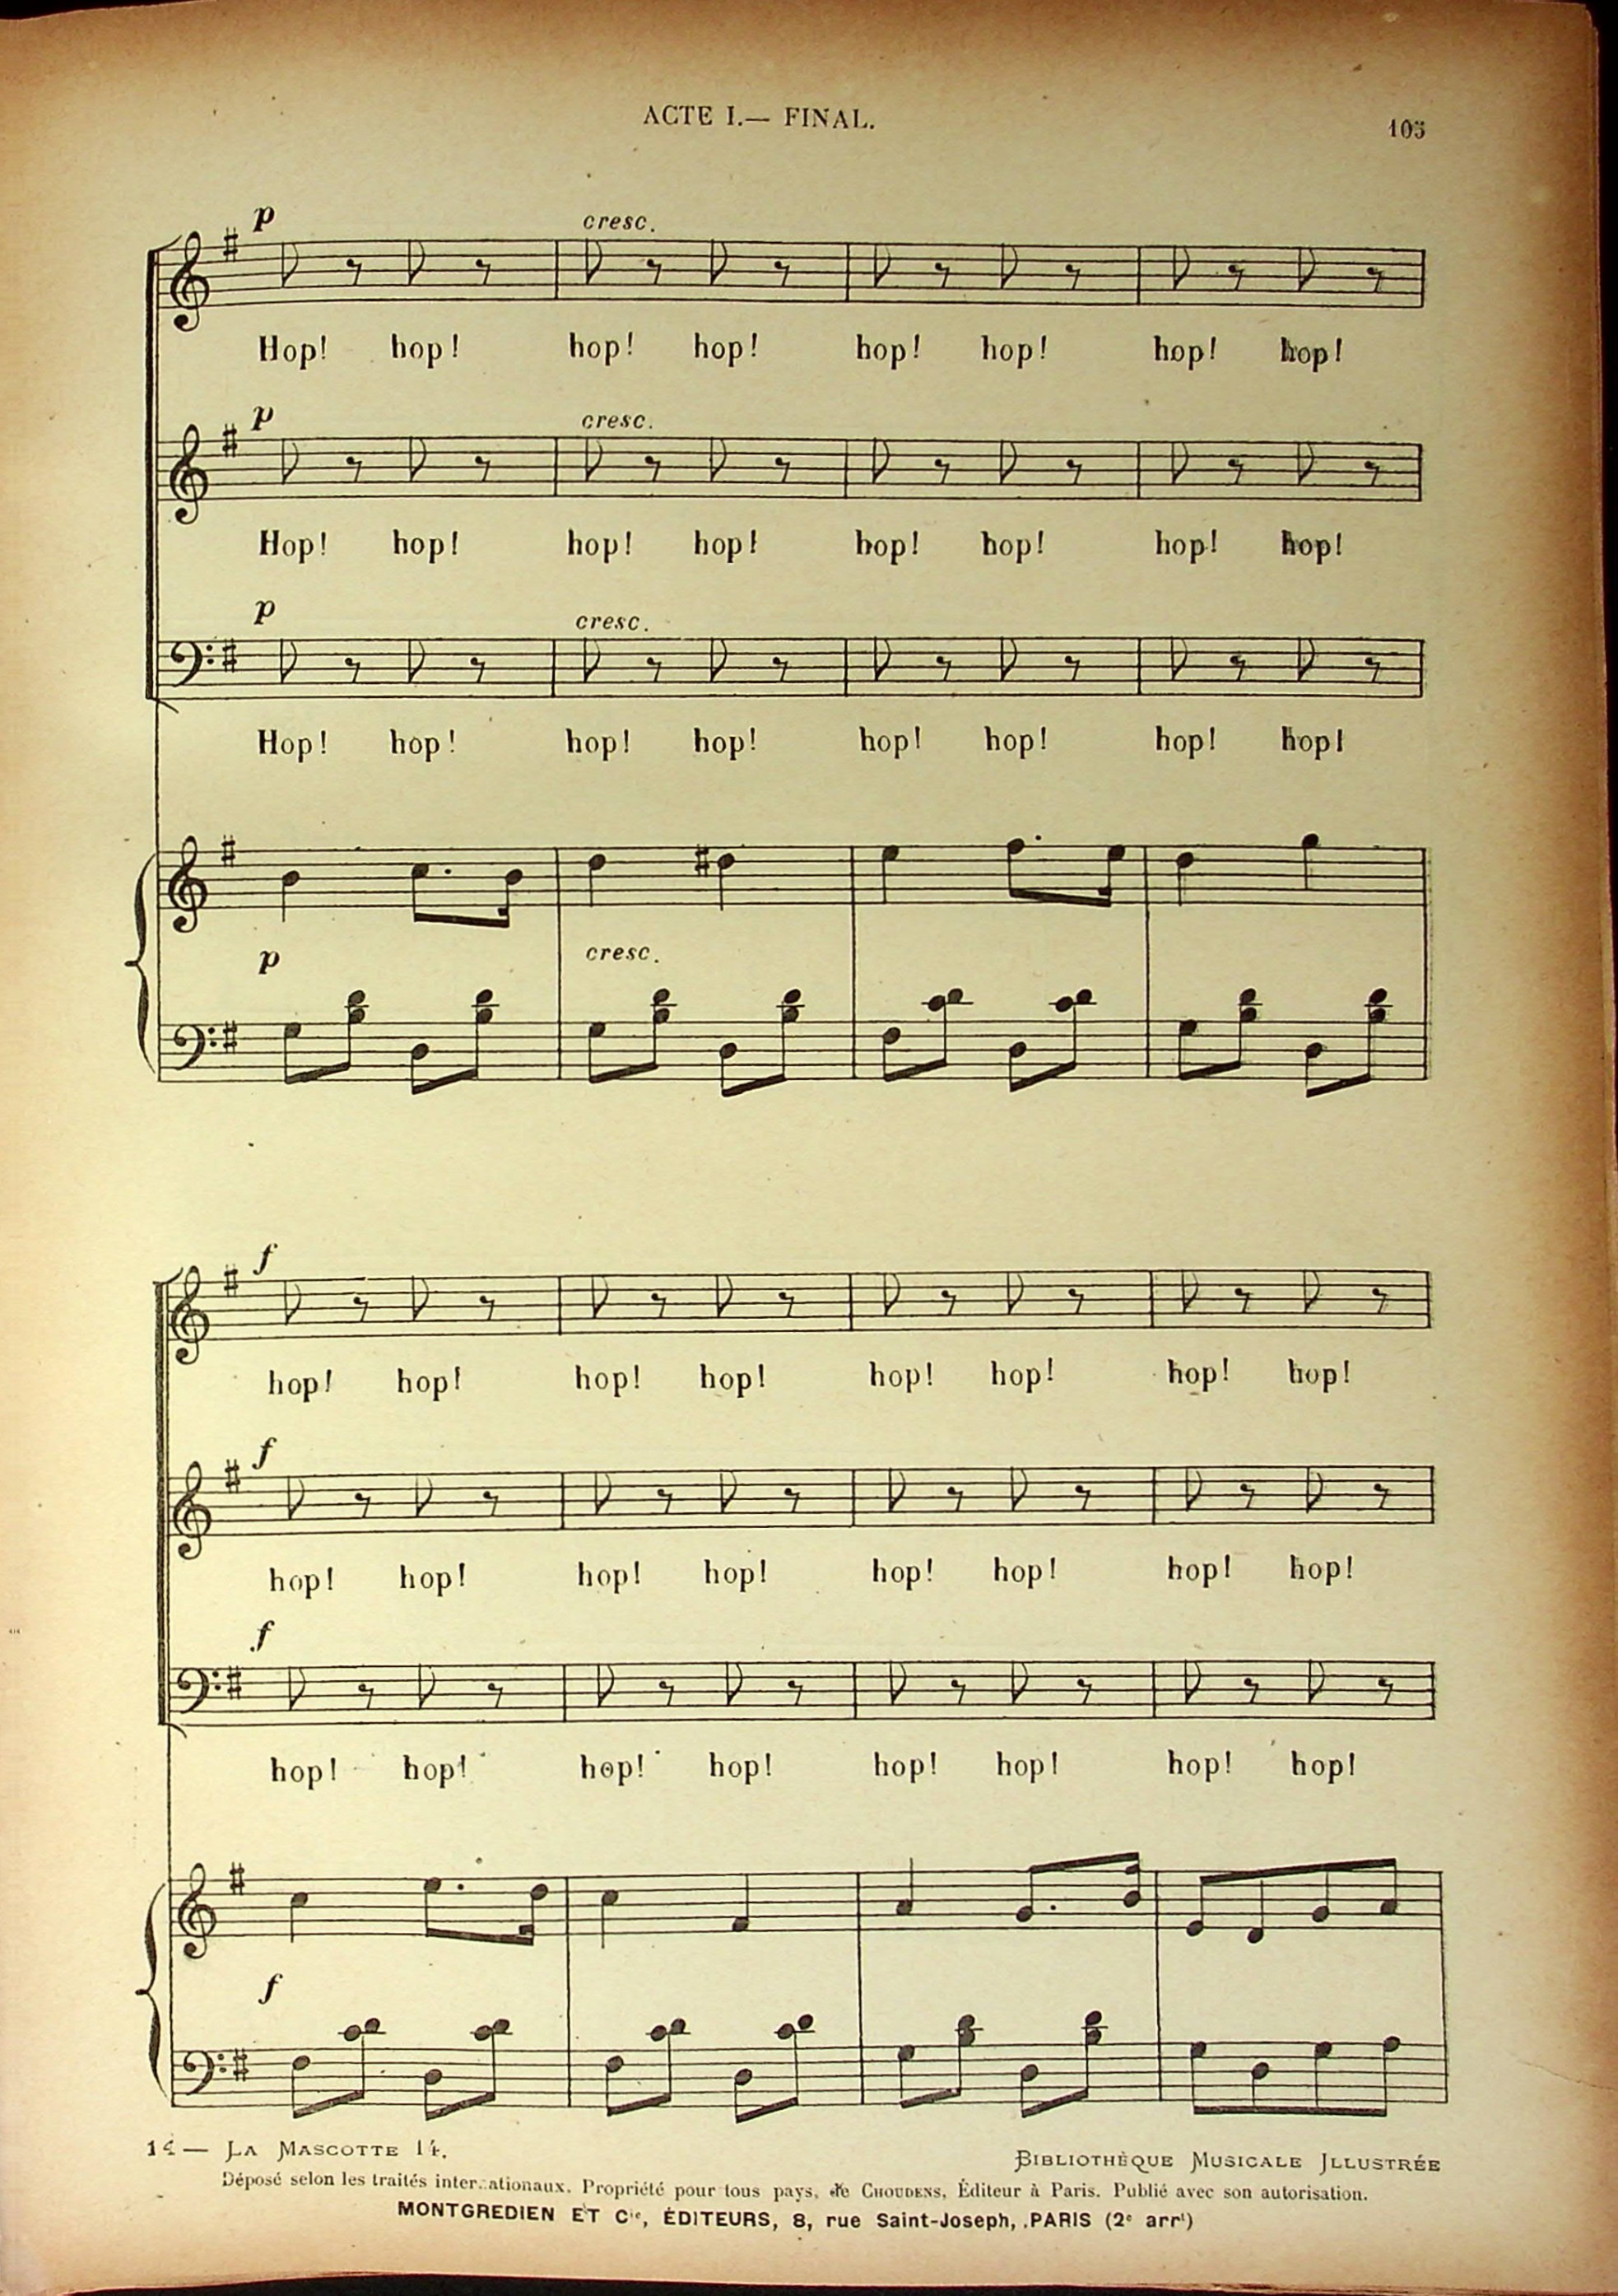 ACTE I.— FINAL.
105
p
cresc.
Hop! hop! hop! hop! hop! hop! hop! hop!
p
cresc.
Hop! hop! hop! hop! hop! hop! hop! hop!
p
cresc.
Hop! hop! hop! hop! hop! hop! hop! hop!
p
cresc.
f
hop! hop! hop! hop! hop! hop! hop! hop!
f
hop! hop! hop! hop! hop! hop! hop! hop!
f
hop! hop! hop! hop! hop! hop! hop! hop!
f
14 — LA MASCOTTE 14.
BIBLIOTHÈQUE MUSICALE ILLUSTRÉE
Déposé selon les traités internationaux. Propriété pour tous pays, de CHOUDENS, Éditeur à Paris. Publié avec son autorisation.
MONTGREDIEN ET Cie, ÉDITEURS, 8, rue Saint-Joseph, PARIS (2e arrt)